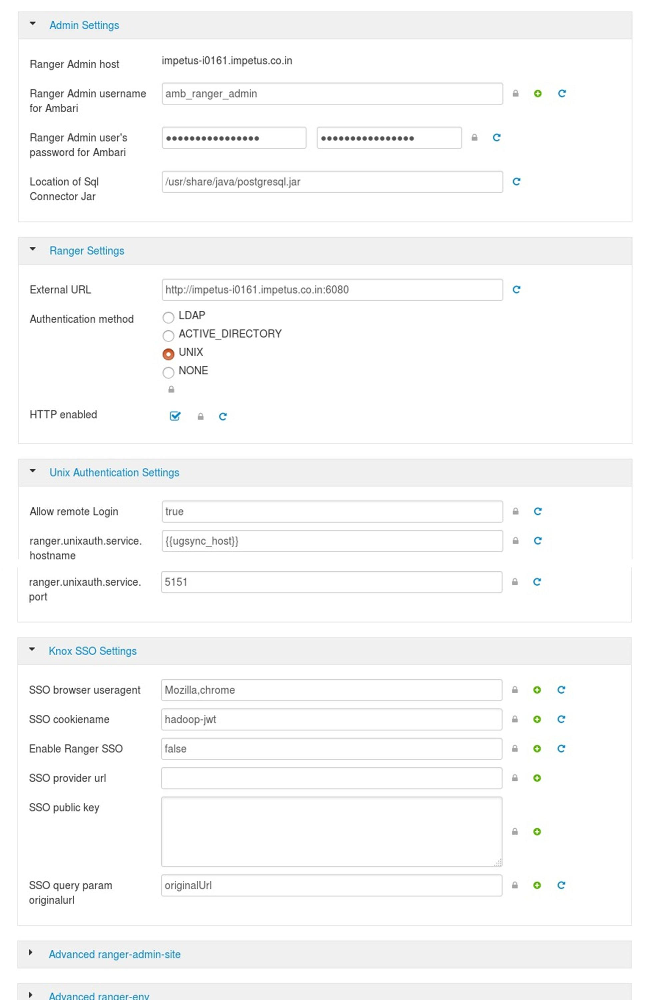 Admin Settings
Ranger Admin host
impetus-i0161.impetus.co.in
Ranger Admin username
for Ambari
amb_ranger_admin
Ranger Admin user's
password for Ambari
●●●●●●●●●●●●●●●● ●●●●●●●●●●●●●●●●
Location of Sql
Connector Jar
/usr/share/java/postgresql.jar
Ranger Settings
External URL
http://impetus-i0161.impetus.co.in:6080
Authentication method
LDAP
ACTIVE_DIRECTORY
UNIX
NONE
HTTP enabled
Unix Authentication Settings
Allow remote Login
true
ranger.unixauth.service.
hostname
{{ugsync_host}}
ranger.unixauth.service.
port
5151
Knox SSO Settings
SSO browser useragent
Mozilla,chrome
SSO cookiename
hadoop-jwt
Enable Ranger SSO
false
SSO provider url
SSO public key
SSO query param
originalurl
originalUrl
Advanced ranger-admin-site
Advanced ranger-env